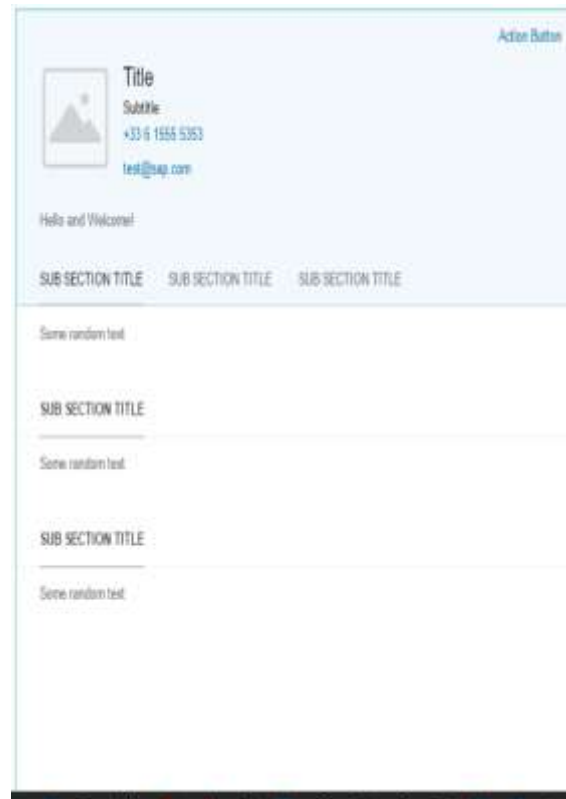 Action Button
Title
Subtitle
+33 6 1555 5353
test@sap.com
Hello and Welcome!
SUB SECTION TITLE SUB SECTION TITLE SUB SECTION TITLE
Some random text
SUB SECTION TITLE
Some random text
SUB SECTION TITLE
Some random text